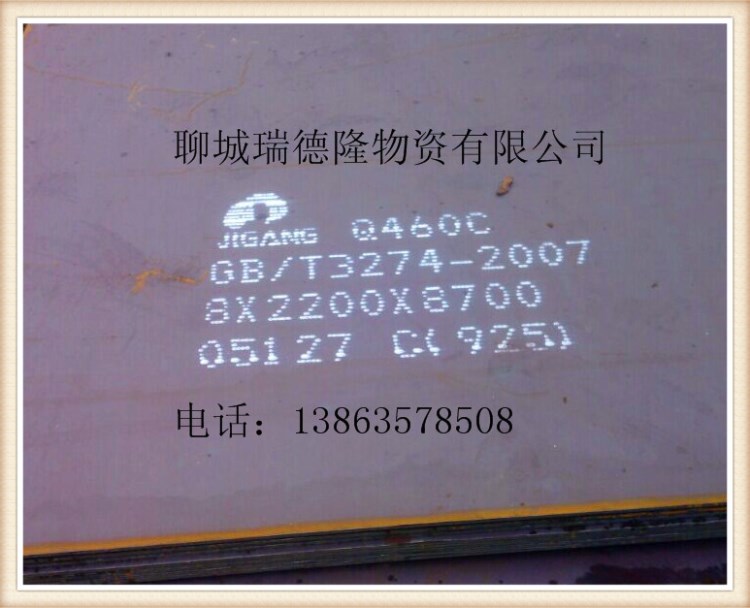 聊城瑞德隆物资有限公司
JIGANG Q460C
GB/T3274-2007
8X2200X8700
05127 C(925)
电话：13863578508